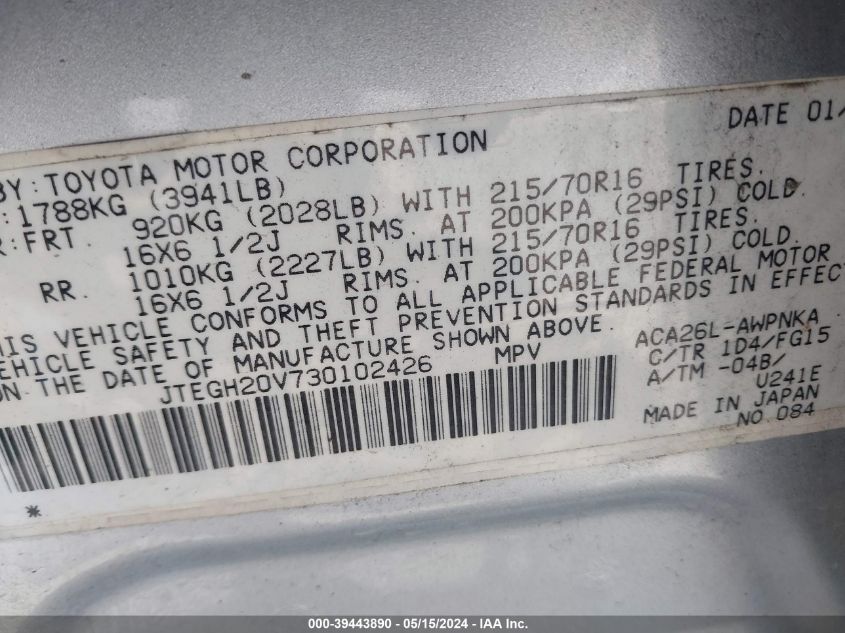 DATE 01/
BY: TOYOTA MOTOR CORPORATION
:1788KG (3941LB)
R: FRT. 920KG (2028LB) WITH 215/70R16 TIRES.
16X6 1/2J RIMS. AT 200KPA (29PSI) COLD.
RR. 1010KG (2227LB) WITH 215/70R16 TIRES.
16X6 1/2J RIMS. AT 200KPA (29PSI) COLD.
HIS VEHICLE CONFORMS TO ALL APPLICABLE FEDERAL MOTOR
EHICLE SAFETY AND THEFT PREVENTION STANDARDS IN EFFEC
ON THE DATE OF MANUFACTURE SHOWN ABOVE.
JTEGH20V730102426 MPV
ACA26L-AWPNKA
C/TR 1D4/FG15
A/TM -04B/
U241E
MADE IN JAPAN
NO.084
*
000-39443890 - 05/15/2024 - IAA Inc.